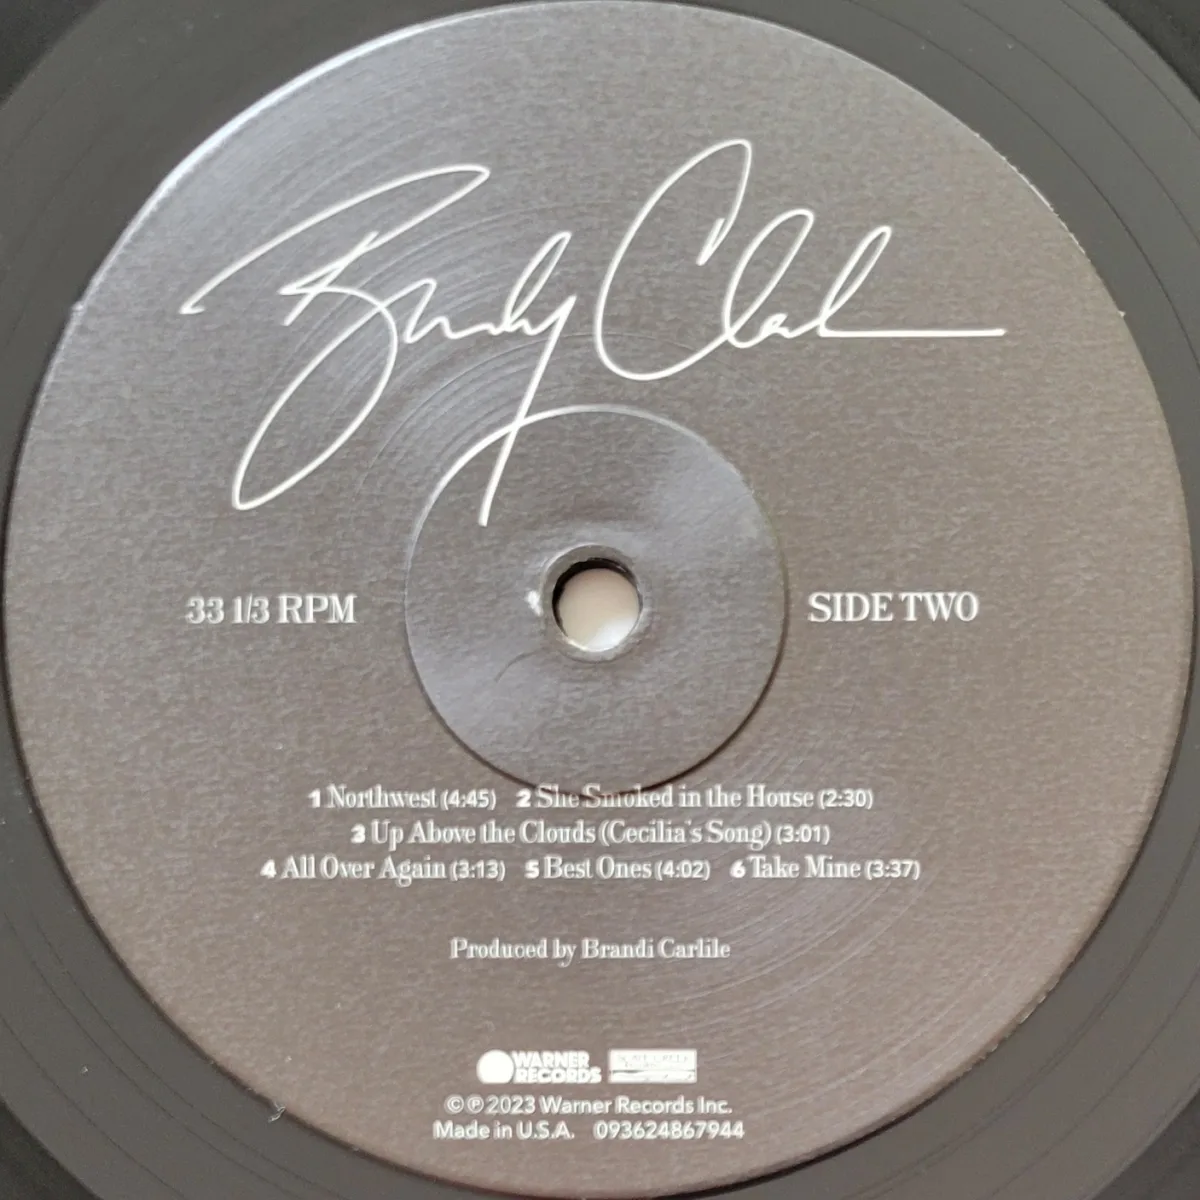 Brandy Clark
33 1/3 RPM
SIDE TWO
1 Northwest (4:45) 2 She Smoked in the House (2:30)
3 Up Above the Clouds (Cecilia's Song) (3:01)
4 All Over Again (3:13) 5 Best Ones (4:02) 6 Take Mine (3:37)
Produced by Brandi Carlile
WARNER
RECORDS
©℗2023 Warner Records Inc.
Made in U.S.A. 093624867944